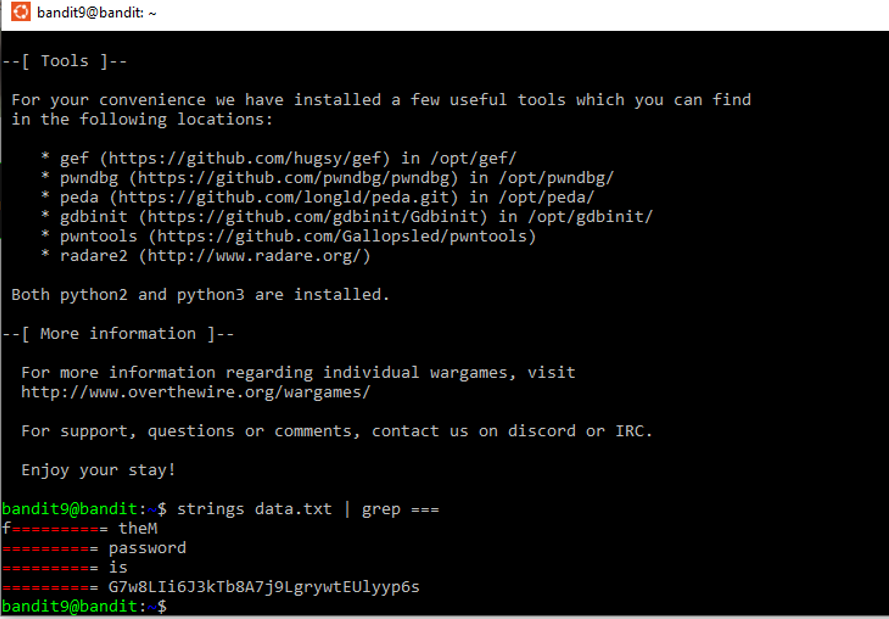 bandit9@bandit: ~
--[ Tools ]--
For your convenience we have installed a few useful tools which you can find
in the following locations:
* gef (https://github.com/hugsy/gef) in /opt/gef/
* pwndbg (https://github.com/pwndbg/pwndbg) in /opt/pwndbg/
* peda (https://github.com/longld/peda.git) in /opt/peda/
* gdbinit (https://github.com/gdbinit/Gdbinit) in /opt/gdbinit/
* pwntools (https://github.com/Gallopsled/pwntools)
* radare2 (http://www.radare.org/)
Both python2 and python3 are installed.
--[ More information ]--
For more information regarding individual wargames, visit
http://www.overthewire.org/wargames/
For support, questions or comments, contact us on discord or IRC.
Enjoy your stay!
bandit9@bandit:~$ strings data.txt | grep ===
f========== theM
========== password
========== is
========== G7w8LIi6J3kTb8A7j9LgrywtEUlyyp6s
bandit9@bandit:~$